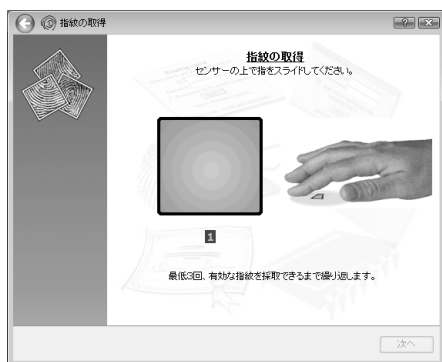 指紋の取得
指紋の取得
センサーの上で指をスライドしてください。
1
最低3回、有効な指紋を採取できるまで繰り返します。
次へ